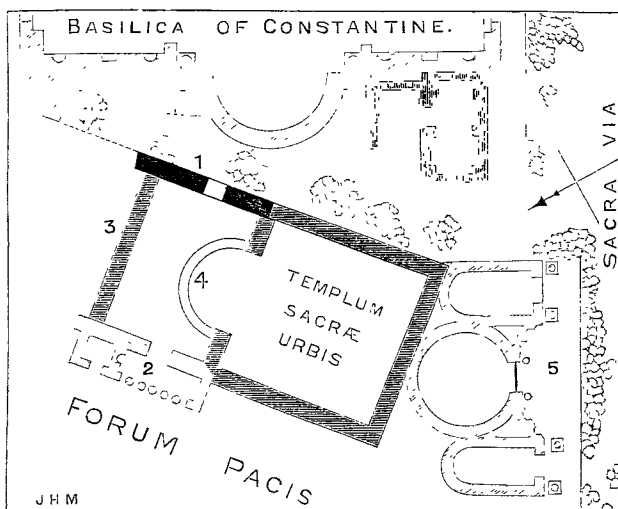 BASILICA OF CONSTANTINE.
1
SACRA VIA
3
4
TEMPLUM
SACRÆ
URBIS
2
5
FORUM PACIS
JHM